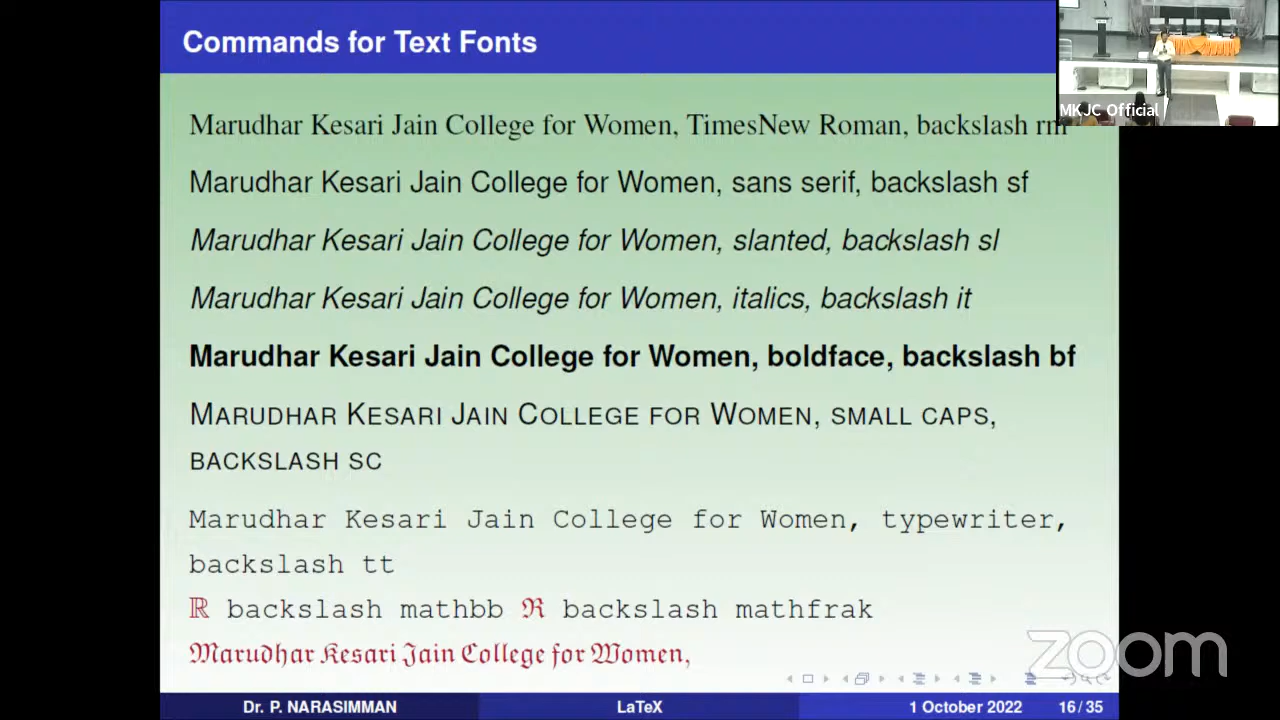 Commands for Text Fonts
MKJC Official
Marudhar Kesari Jain College for Women, TimesNew Roman, backslash rm
Marudhar Kesari Jain College for Women, sans serif, backslash sf
Marudhar Kesari Jain College for Women, slanted, backslash sl
Marudhar Kesari Jain College for Women, italics, backslash it
Marudhar Kesari Jain College for Women, boldface, backslash bf
MARUDHAR KESARI JAIN COLLEGE FOR WOMEN, SMALL CAPS,
BACKSLASH SC
Marudhar Kesari Jain College for Women, typewriter,
backslash tt
ℝ backslash mathbb ℜ backslash mathfrak
Marudhar Kesari Jain College for Women,
zoom
Dr. P. NARASIMMAN LaTeX 1 October 2022 16/35